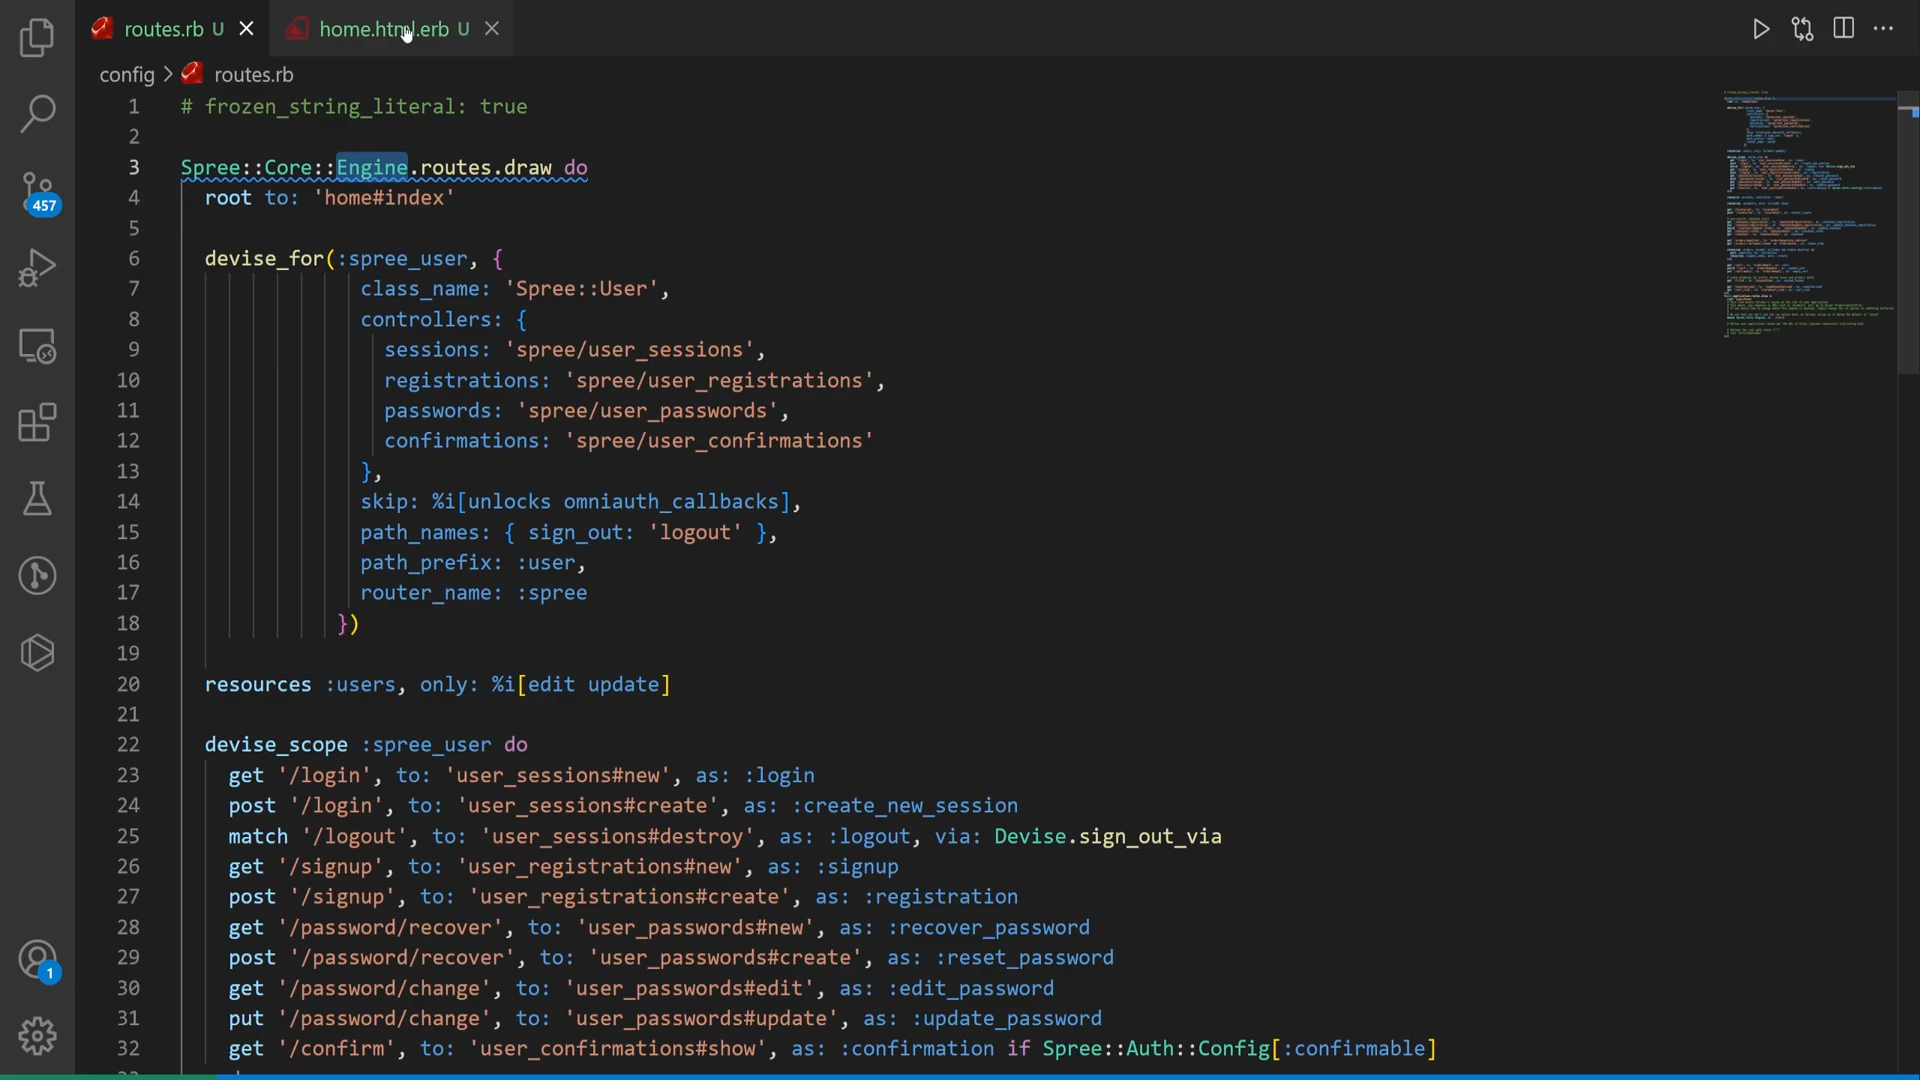 routes.rb U
home.html.erb U
config > routes.rb
1 # frozen_string_literal: true
2
3 Spree::Core::Engine.routes.draw do
4 root to: 'home#index'
5
6 devise_for(:spree_user, {
7 class_name: 'Spree::User',
8 controllers: {
9 sessions: 'spree/user_sessions',
10 registrations: 'spree/user_registrations',
11 passwords: 'spree/user_passwords',
12 confirmations: 'spree/user_confirmations'
13 },
14 skip: %i[unlocks omniauth_callbacks],
15 path_names: { sign_out: 'logout' },
16 path_prefix: :user,
17 router_name: :spree
18 })
19
20 resources :users, only: %i[edit update]
21
22 devise_scope :spree_user do
23 get '/login', to: 'user_sessions#new', as: :login
24 post '/login', to: 'user_sessions#create', as: :create_new_session
25 match '/logout', to: 'user_sessions#destroy', as: :logout, via: Devise.sign_out_via
26 get '/signup', to: 'user_registrations#new', as: :signup
27 post '/signup', to: 'user_registrations#create', as: :registration
28 get '/password/recover', to: 'user_passwords#new', as: :recover_password
29 post '/password/recover', to: 'user_passwords#create', as: :reset_password
30 get '/password/change', to: 'user_passwords#edit', as: :edit_password
31 put '/password/change', to: 'user_passwords#update', as: :update_password
32 get '/confirm', to: 'user_confirmations#show', as: :confirmation if Spree::Auth::Config[:confirmable]
457
1